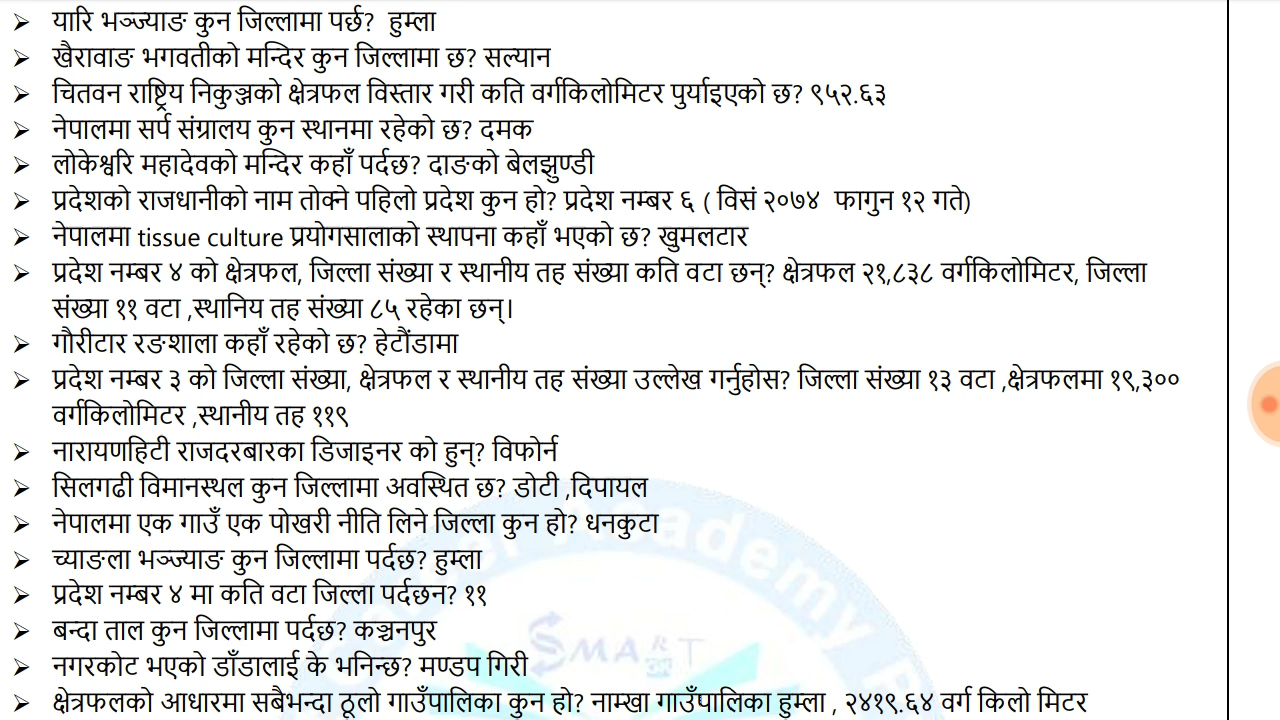 ➢ यारि भञ्ज्याङ कुन जिल्लामा पर्छ? हुम्ला
➢ खैरावाङ भगवतीको मन्दिर कुन जिल्लामा छ? सल्यान
➢ चितवन राष्ट्रिय निकुञ्जको क्षेत्रफल विस्तार गरी कति वर्गकिलोमिटर पुर्याइएको छ? ९५२.६३
➢ नेपालमा सर्प संग्रालय कुन स्थानमा रहेको छ? दमक
➢ लोकेश्वरि महादेवको मन्दिर कहाँ पर्दछ? दाङको बेलझुण्डी
➢ प्रदेशको राजधानीको नाम तोक्ने पहिलो प्रदेश कुन हो? प्रदेश नम्बर ६ ( विसं २०७४ फागुन १२ गते)
➢ नेपालमा tissue culture प्रयोगसालाको स्थापना कहाँ भएको छ? खुमलटार
➢ प्रदेश नम्बर ४ को क्षेत्रफल, जिल्ला संख्या र स्थानीय तह संख्या कति वटा छन्? क्षेत्रफल २१,८३८ वर्गकिलोमिटर, जिल्ला
संख्या ११ वटा ,स्थानिय तह संख्या ८५ रहेका छन्।
➢ गौरीटार रङशाला कहाँ रहेको छ? हेटौंडामा
➢ प्रदेश नम्बर ३ को जिल्ला संख्या, क्षेत्रफल र स्थानीय तह संख्या उल्लेख गर्नुहोस? जिल्ला संख्या १३ वटा ,क्षेत्रफलमा १९,३००
वर्गकिलोमिटर ,स्थानीय तह ११९
➢ नारायणहिटी राजदरबारका डिजाइनर को हुन्? विफोर्न
➢ सिलगढी विमानस्थल कुन जिल्लामा अवस्थित छ? डोटी ,दिपायल
➢ नेपालमा एक गाउँ एक पोखरी नीति लिने जिल्ला कुन हो? धनकुटा
➢ च्याङला भञ्ज्याङ कुन जिल्लामा पर्दछ? हुम्ला
➢ प्रदेश नम्बर ४ मा कति वटा जिल्ला पर्दछन? ११
➢ बन्दा ताल कुन जिल्लामा पर्दछ? कञ्चनपुर
➢ नगरकोट भएको डाँडालाई के भनिन्छ? मण्डप गिरी
➢ क्षेत्रफलको आधारमा सबैभन्दा ठूलो गाउँपालिका कुन हो? नाम्खा गाउँपालिका हुम्ला , २४१९.६४ वर्ग किलो मिटर
Academy
SMART